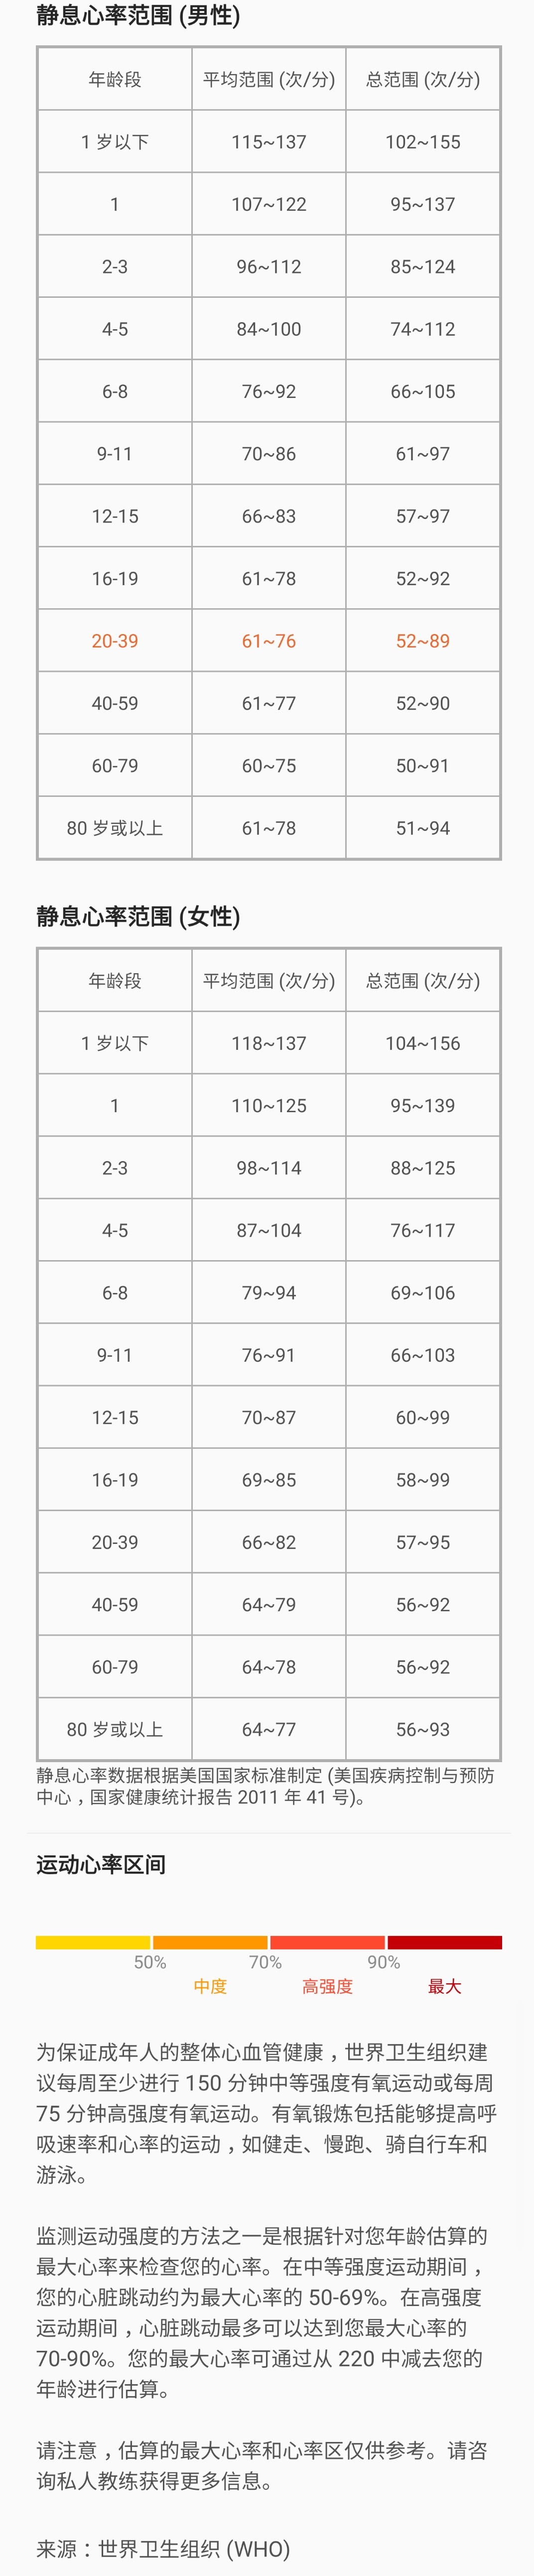 静息心率范围 (男性)
年龄段 平均范围 (次/分) 总范围 (次/分)
1 岁以下 115~137 102~155
1 107~122 95~137
2-3 96~112 85~124
4-5 84~100 74~112
6-8 76~92 66~105
9-11 70~86 61~97
12-15 66~83 57~97
16-19 61~78 52~92
20-39 61~76 52~89
40-59 61~77 52~90
60-79 60~75 50~91
80 岁或以上 61~78 51~94
静息心率范围 (女性)
年龄段 平均范围 (次/分) 总范围 (次/分)
1 岁以下 118~137 104~156
1 110~125 95~139
2-3 98~114 88~125
4-5 87~104 76~117
6-8 79~94 69~106
9-11 76~91 66~103
12-15 70~87 60~99
16-19 69~85 58~99
20-39 66~82 57~95
40-59 64~79 56~92
60-79 64~78 56~92
80 岁或以上 64~77 56~93
静息心率数据根据美国国家标准制定 (美国疾病控制与预防
中心，国家健康统计报告 2011 年 41 号)。
运动心率区间
50% 70% 90%
中度 高强度 最大
为保证成年人的整体心血管健康，世界卫生组织建
议每周至少进行 150 分钟中等强度有氧运动或每周
75 分钟高强度有氧运动。有氧锻炼包括能够提高呼
吸速率和心率的运动，如健走、慢跑、骑自行车和
游泳。
监测运动强度的方法之一是根据针对您年龄估算的
最大心率来检查您的心率。在中等强度运动期间，
您的心脏跳动约为最大心率的 50-69%。在高强度
运动期间，心脏跳动最多可以达到您最大心率的
70-90%。您的最大心率可通过从 220 中减去您的
年龄进行估算。
请注意，估算的最大心率和心率区仅供参考。请咨
询私人教练获得更多信息。
来源：世界卫生组织 (WHO)